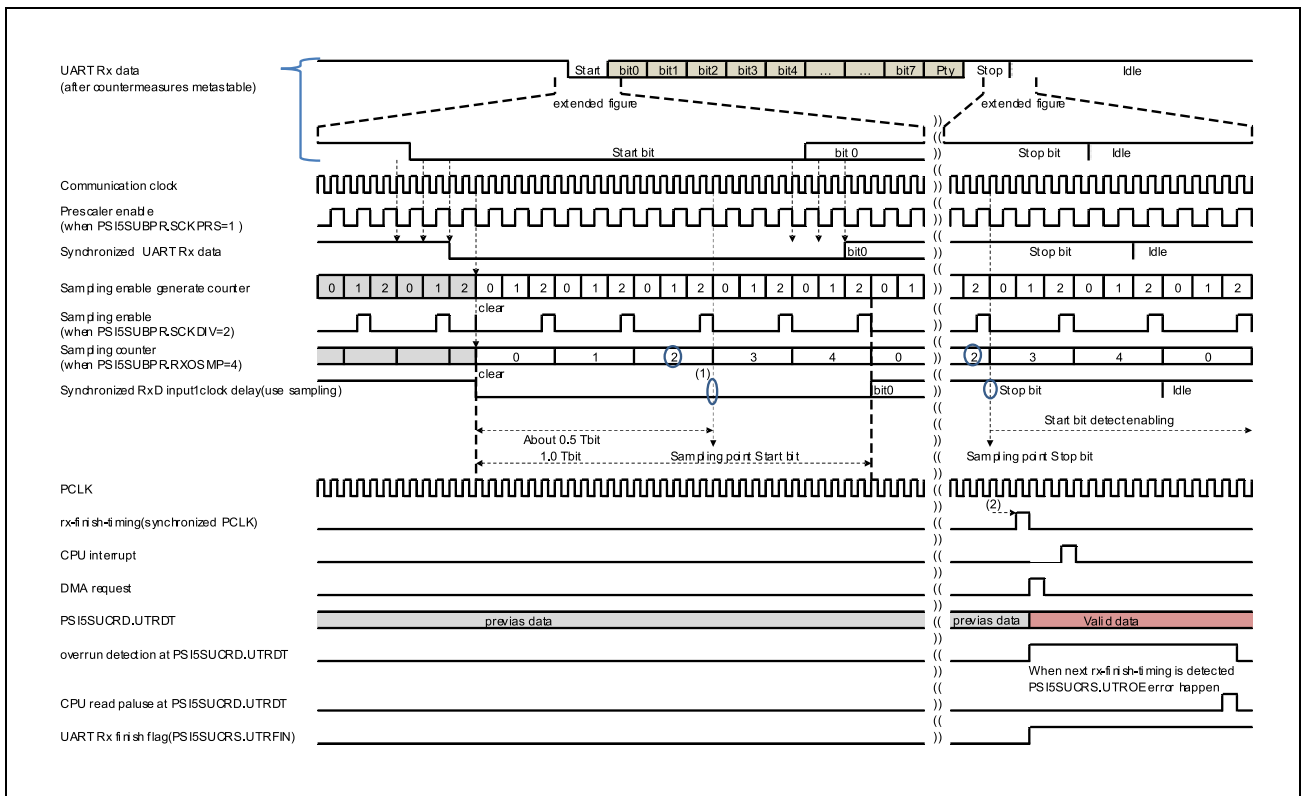 UART Rx data
(after countermeasures metastable)
Start bit0 bit1 bit2 bit3 bit4 ... ... bit7 Pty Stop Idle
extended figure extended figure
Start bit bit 0 Stop bit Idle
Communication clock
Prescaler enable
(when PSI5SUBPR.SCKPRS=1 )
Synchronized UART Rx data bit0 Stop bit Idle
Sampling enable generate counter 0 1 2 0 1 2 0 1 2 0 1 2 0 1 2 0 1 2 0 1 2 0 1 2 0 1 2 0 1 2 0 1 2
clear
Sampling enable
(when PSI5SUBPR.SCKDIV=2)
Sampling counter
(when PSI5SUBPR.RXOSMP=4) 0 1 2 3 4 0 2 3 4 0
clear (1)
Synchronized RxD input1clock delay(use sampling) bit0 Stop bit Idle
Start bit detect enabling
About 0.5 Tbit
1.0 Tbit Sampling point Start bit Sampling point Stop bit
PCLK
(2)
rx-finish-timing(synchronized PCLK)
CPU interrupt
DMA request
PSI5SUCRD.UTRDT previas data previas data Valid data
overrun detection at PSI5SUCRD.UTRDT
When next rx-finish-timing is detected
PSI5SUCRS.UTROE error happen
CPU read paluse at PSI5SUCRD.UTRDT
UART Rx finish flag(PSI5SUCRS.UTRFIN)